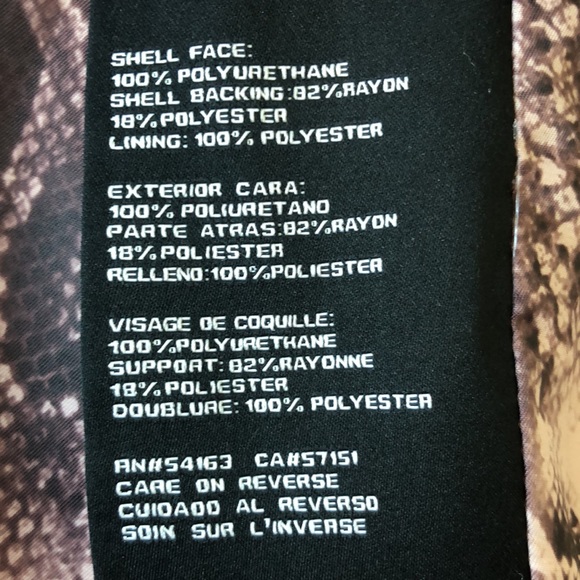 SHELL FACE:
100% POLYURETHANE
SHELL BACKING:82%RAYON
18%POLYESTER
LINING: 100% POLYESTER
EXTERIOR CARA:
100% POLIURETANO
PARTE ATRAS:82%RAYON
18%POLIESTER
RELLENO:100%POLIESTER
VISAGE DE COQUILLE:
100%POLYURETHANE
SUPPORT: 82%RAYONNE
18%POLYESTER
DOUBLURE: 100% POLYESTER
RN#54163 CA#57151
CARE ON REVERSE
CUIDADO AL REVERSO
SOIN SUR L'INVERSE